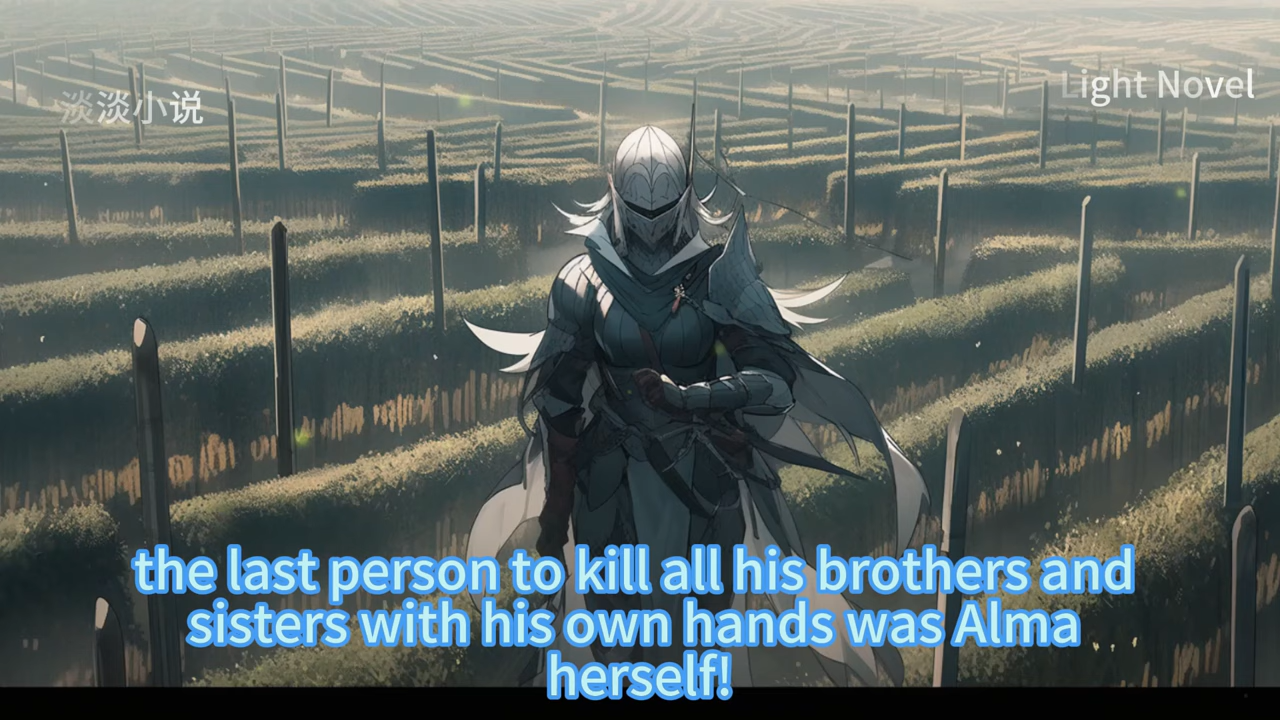 淡淡小说
Light Novel
the last person to kill all his brothers and
sisters with his own hands was Alma
herself!